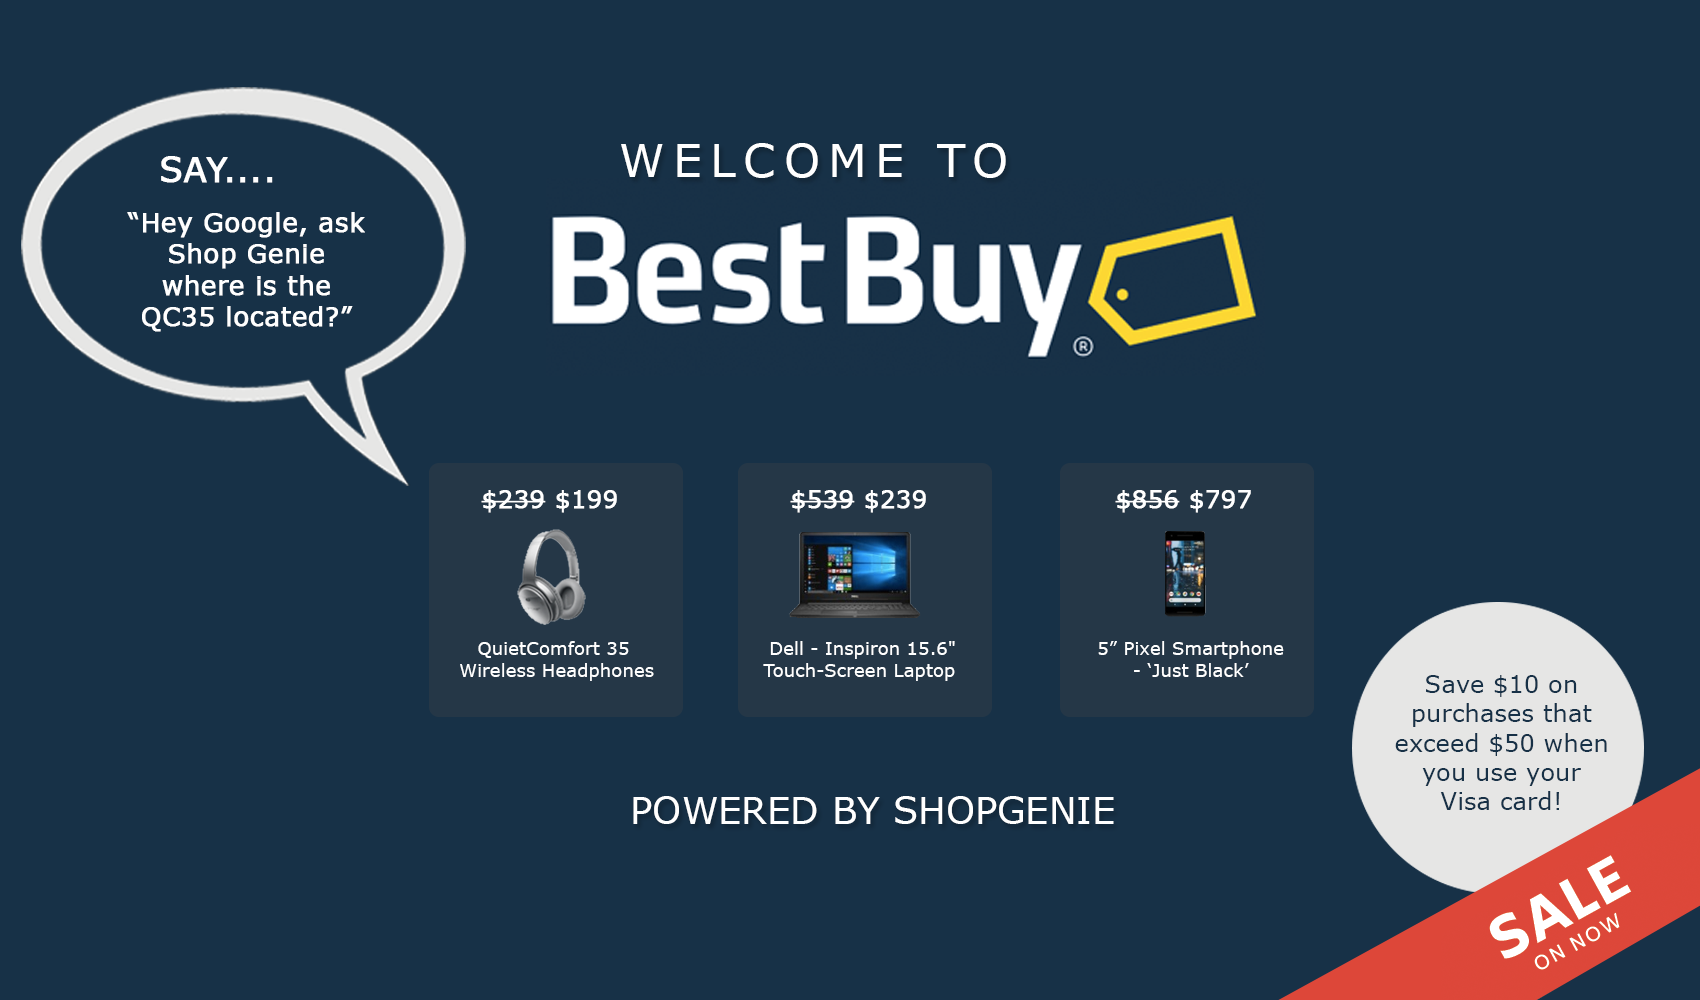 SAY....
“Hey Google, ask
Shop Genie
where is the
QC35 located?”
WELCOME TO
Best Buy
®
$239 $199
QuietComfort 35
Wireless Headphones
$539 $239
Dell - Inspiron 15.6"
Touch-Screen Laptop
$856 $797
5” Pixel Smartphone
- ‘Just Black’
POWERED BY SHOPGENIE
Save $10 on
purchases that
exceed $50 when
you use your
Visa card!
SALE
ON NOW